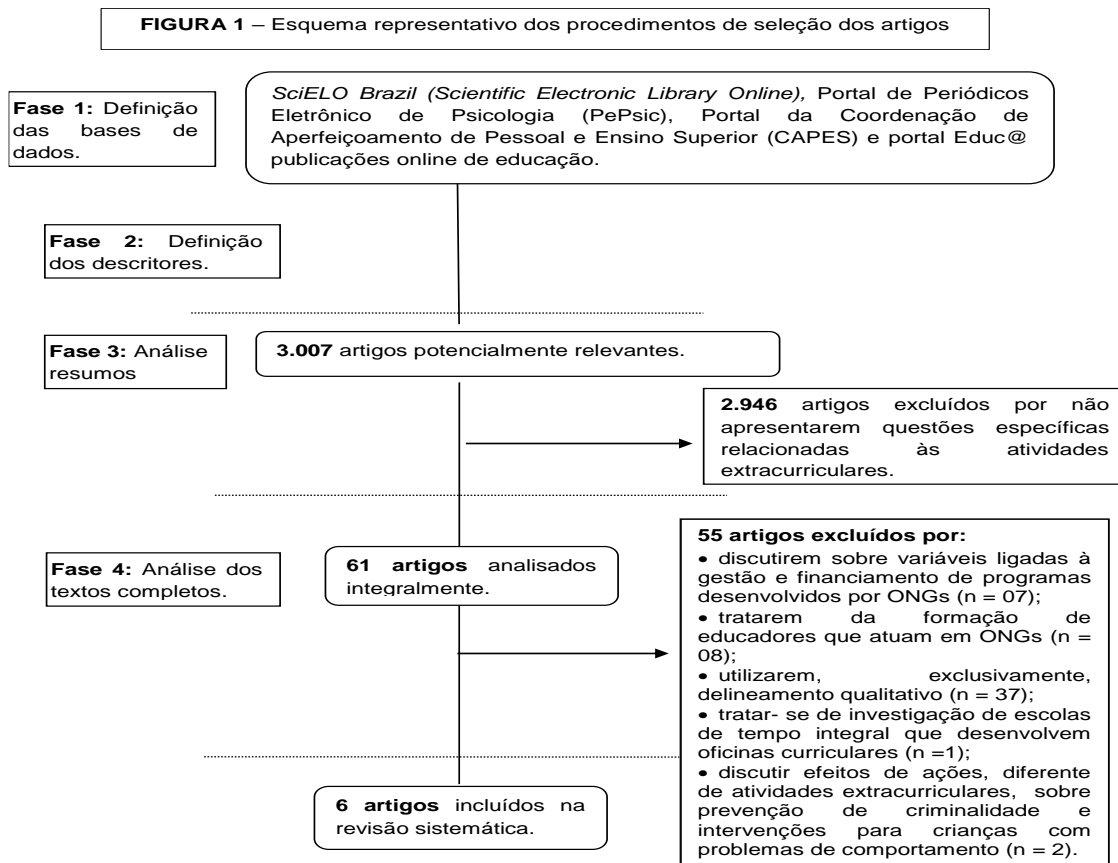 FIGURA 1 – Esquema representativo dos procedimentos de seleção dos artigos
Fase 1: Definição
das bases de
dados.
SciELO Brazil (Scientific Electronic Library Online), Portal de Periódicos
Eletrônico de Psicologia (PePsic), Portal da Coordenação de
Aperfeiçoamento de Pessoal e Ensino Superior (CAPES) e portal Educ@
publicações online de educação.
Fase 2: Definição
dos descritores.
Fase 3: Análise
resumos
3.007 artigos potencialmente relevantes.
2.946 artigos excluídos por não
apresentarem questões específicas
relacionadas às atividades
extracurriculares.
Fase 4: Análise dos
textos completos.
61 artigos analisados
integralmente.
55 artigos excluídos por:
• discutirem sobre variáveis ligadas à
gestão e financiamento de programas
desenvolvidos por ONGs (n = 07);
• tratarem da formação de
educadores que atuam em ONGs (n =
08);
• utilizarem, exclusivamente,
delineamento qualitativo (n = 37);
• tratar- se de investigação de escolas
de tempo integral que desenvolvem
oficinas curriculares (n =1);
• discutir efeitos de ações, diferente
de atividades extracurriculares, sobre
prevenção de criminalidade e
intervenções para crianças com
problemas de comportamento (n = 2).
6 artigos incluídos na
revisão sistemática.